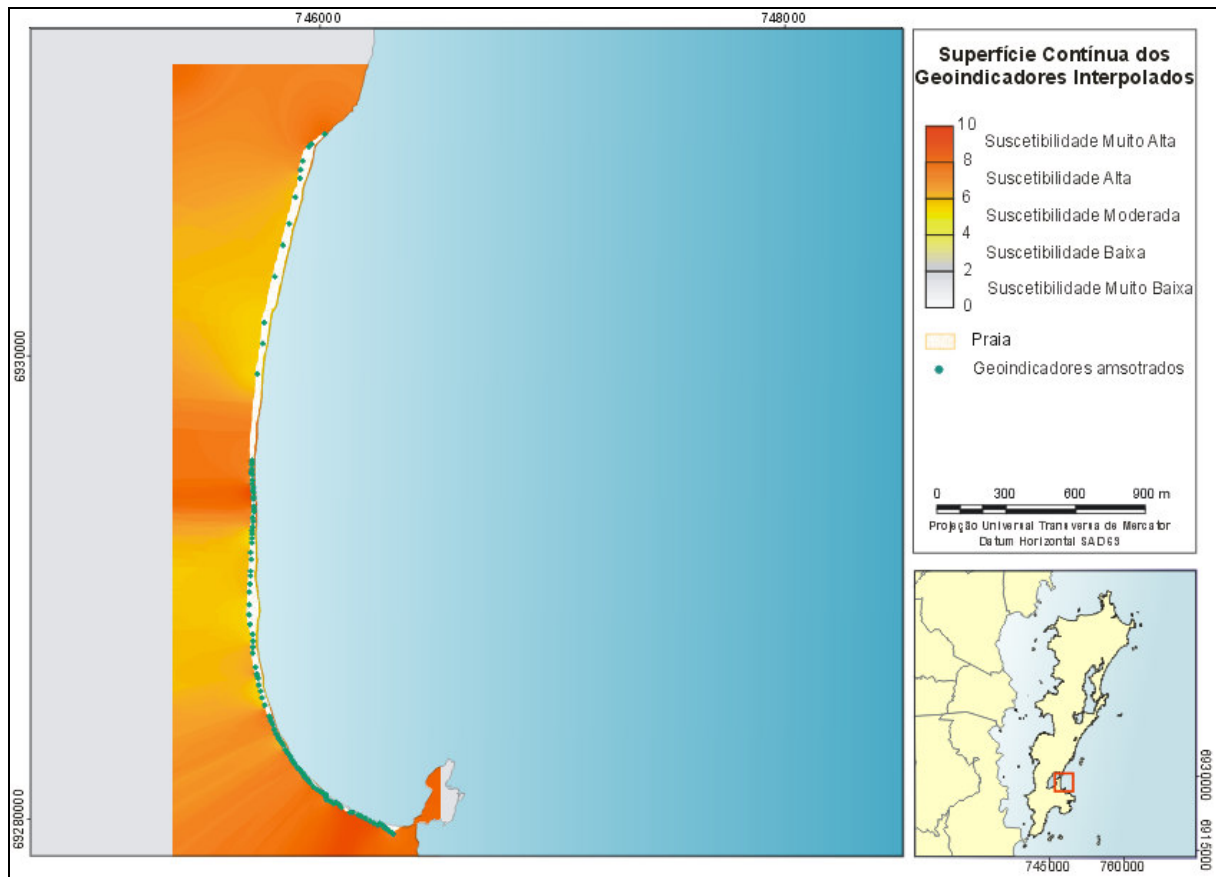 746000
748000
6930000
6928000
Superfície Contínua dos
Geoindicadores Interpolados
10
Suscetibilidade Muito Alta
8
Suscetibilidade Alta
6
Suscetibilidade Moderada
4
Suscetibilidade Baixa
2
Suscetibilidade Muito Baixa
0
Praia
Geoindicadores amsotrados
0 300 600 900 m
Projeção Universal Transversa de Mercator
Datum Horizontal SAD69
6930000
6915000
745000
760000